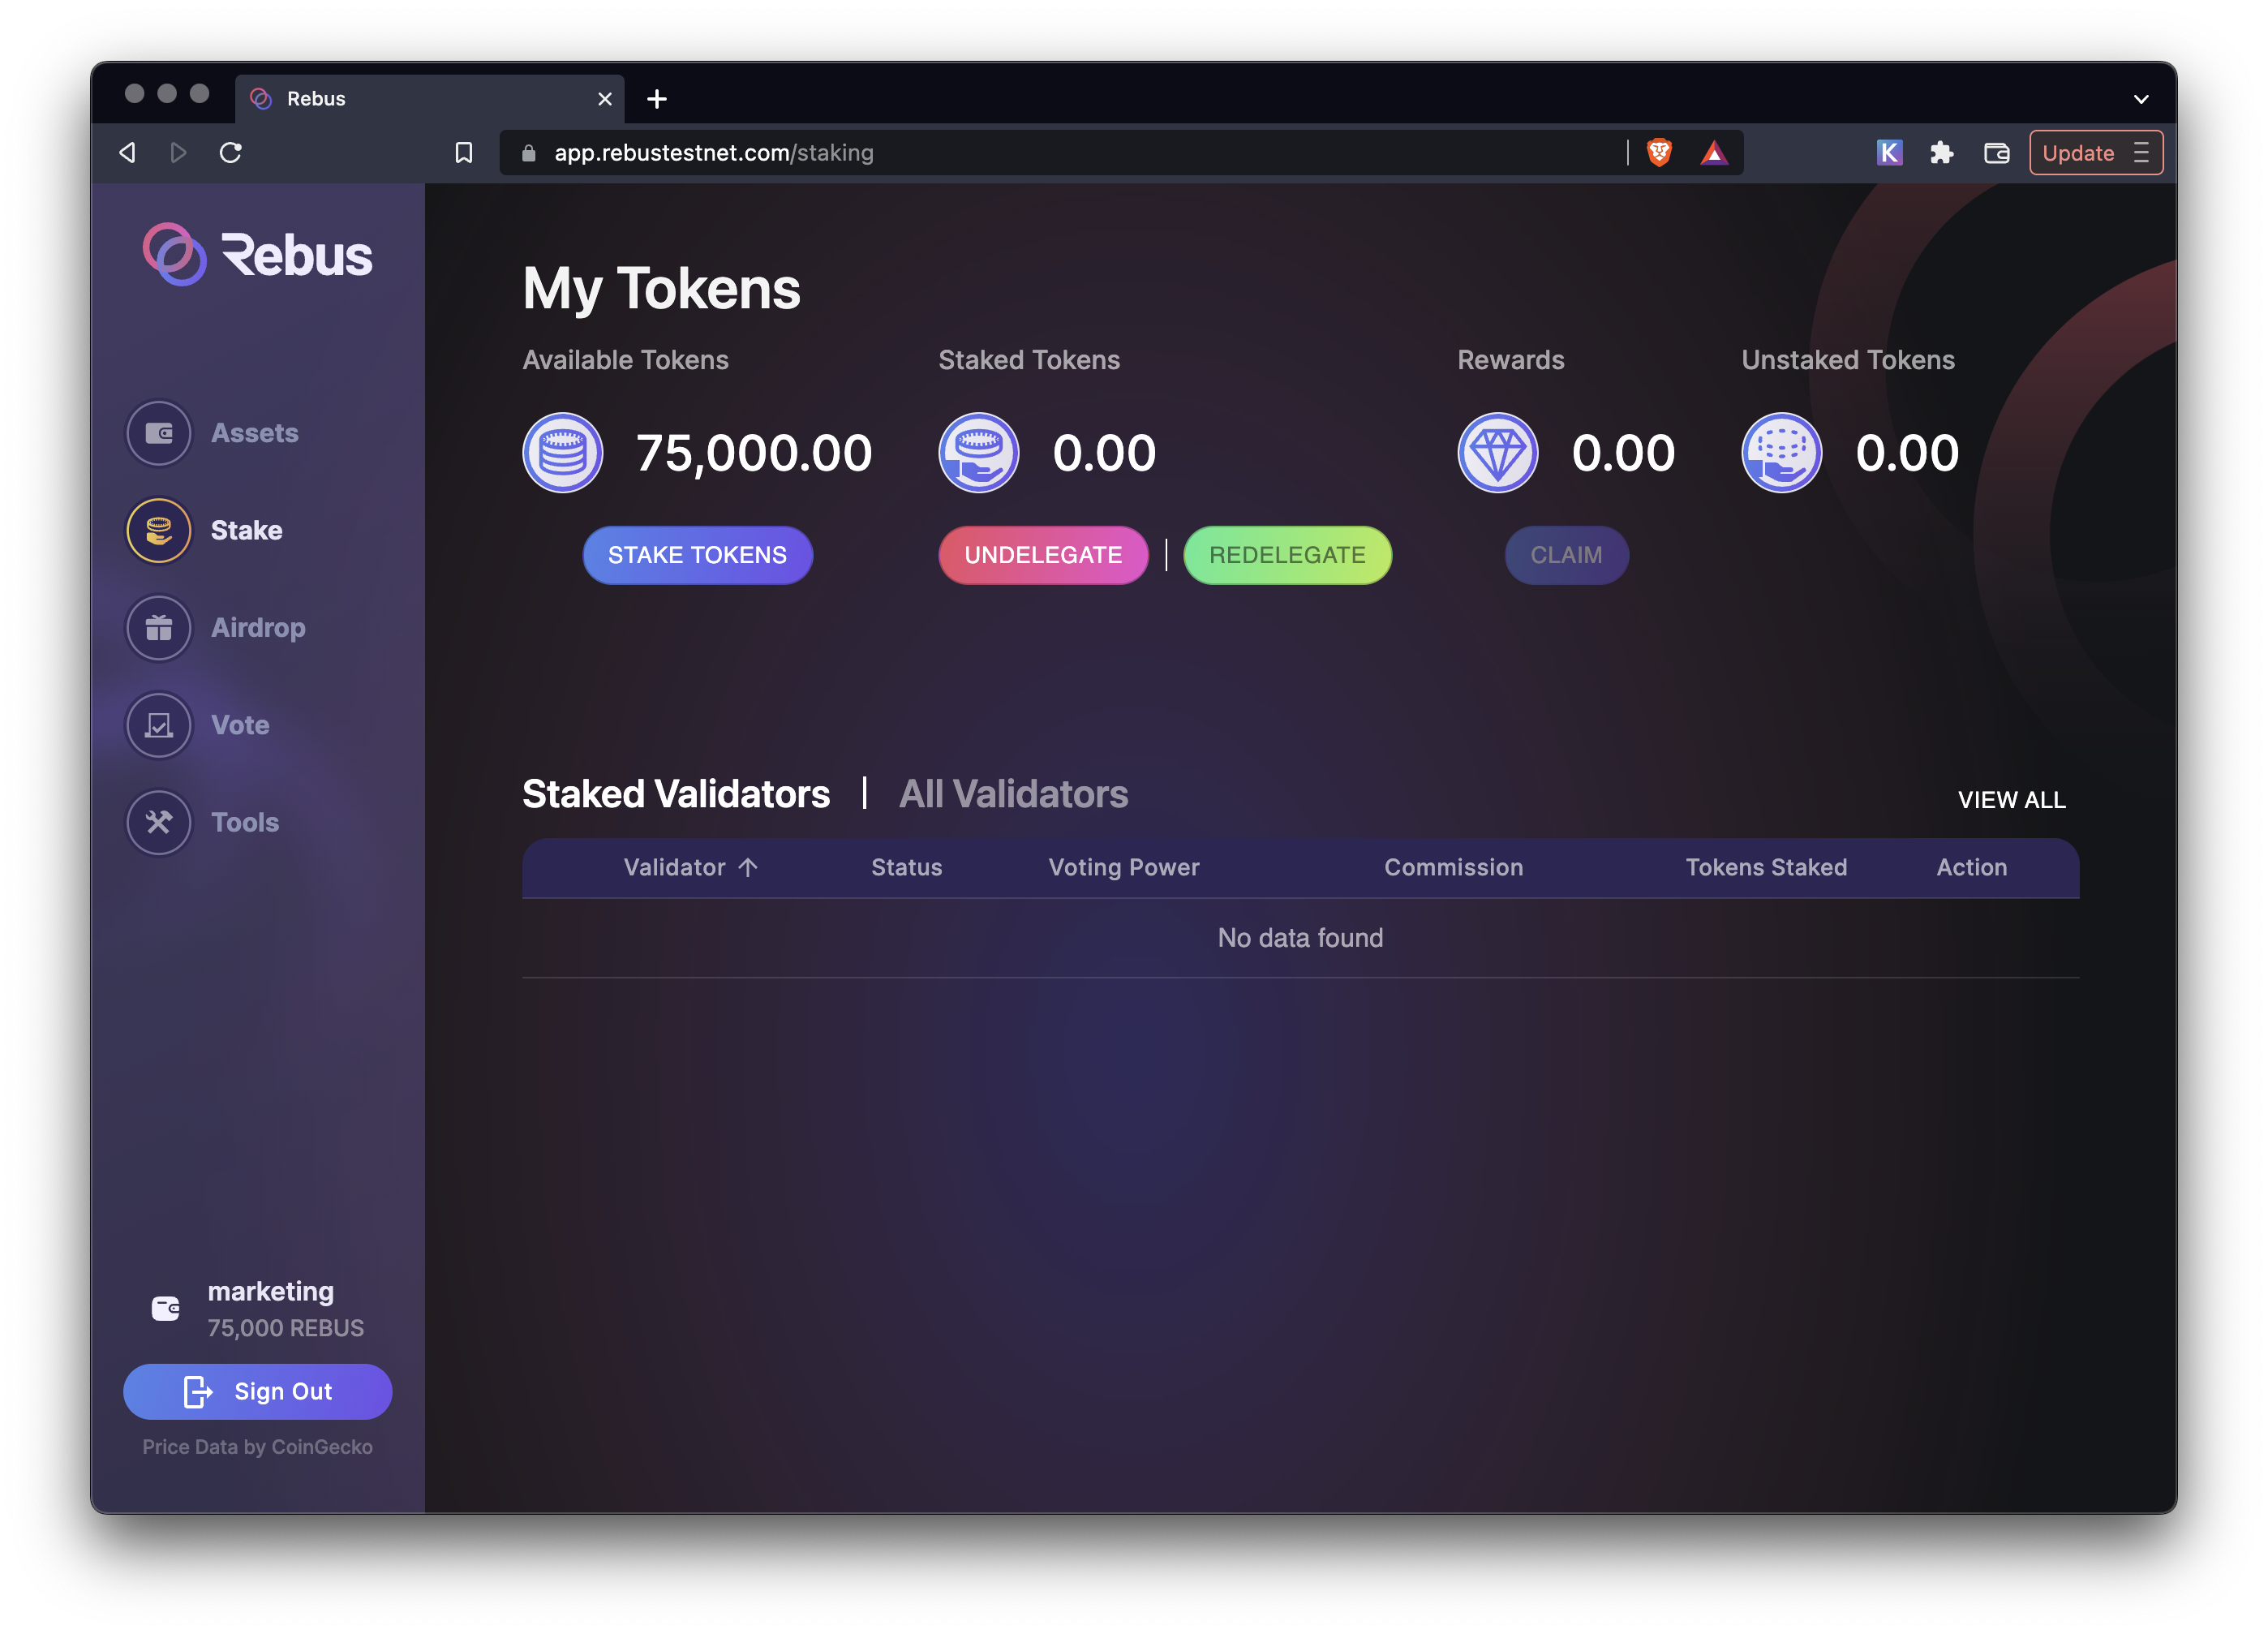 Rebus
app.rebustestnet.com/staking
K
Update
Rebus
Assets
Stake
Airdrop
Vote
Tools
marketing
75,000 REBUS
Sign Out
Price Data by CoinGecko
My Tokens
Available Tokens Staked Tokens Rewards Unstaked Tokens
75,000.00 0.00 0.00 0.00
STAKE TOKENS UNDELEGATE | REDELEGATE CLAIM
Staked Validators | All Validators VIEW ALL
Validator Status Voting Power Commission Tokens Staked Action
No data found